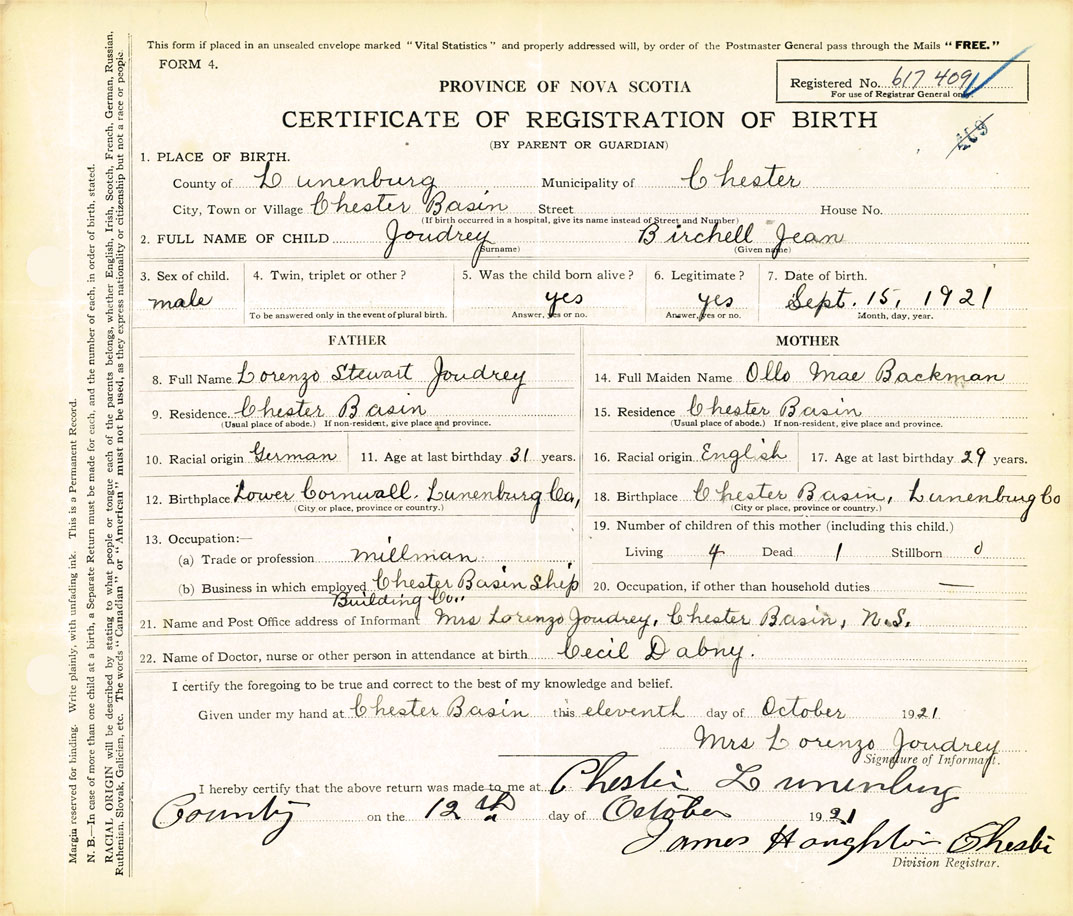 This form if placed in an unsealed envelope marked "Vital Statistics" and properly addressed will, by order of the Postmaster General pass through the Mails "FREE."
FORM 4.
Registered No. 617 409
For use of Registrar General only.
PROVINCE OF NOVA SCOTIA
CERTIFICATE OF REGISTRATION OF BIRTH
(BY PARENT OR GUARDIAN)
1. PLACE OF BIRTH.
County of Lunenburg Municipality of Chester
City, Town or Village Chester Basin Street House No.
(If birth occurred in a hospital, give its name instead of Street and Number)
2. FULL NAME OF CHILD Joudrey Birchell Jean
(Surname) (Given name)
3. Sex of child. 4. Twin, triplet or other? 5. Was the child born alive? 6. Legitimate? 7. Date of birth.
male yes yes Sept. 15, 1921
To be answered only in the event of plural birth. Answer, yes or no. Answer, yes or no. Month, day, year.
FATHER MOTHER
8. Full Name Lorenzo Stewart Joudrey 14. Full Maiden Name Ollo Mae Backman
9. Residence Chester Basin 15. Residence Chester Basin
(Usual place of abode.) If non-resident, give place and province. (Usual place of abode.) If non-resident, give place and province.
10. Racial origin German 11. Age at last birthday 31 years. 16. Racial origin English 17. Age at last birthday 29 years.
12. Birthplace Lower Cornwall. Lunenburg Co, 18. Birthplace Chester Basin, Lunenburg Co
(City or place, province or country.) (City or place, province or country.)
13. Occupation:— 19. Number of children of this mother (including this child.)
(a) Trade or profession millman Living 4 Dead 1 Stillborn 0
(b) Business in which employed Chester Basin Ship 20. Occupation, if other than household duties —
Building Co.
21. Name and Post Office address of Informant Mrs Lorenzo Joudrey, Chester Basin, N.S.
22. Name of Doctor, nurse or other person in attendance at birth Cecil Dabny.
I certify the foregoing to be true and correct to the best of my knowledge and belief.
Given under my hand at Chester Basin this eleventh day of October 1921
Mrs Lorenzo Joudrey
Signature of Informant.
I hereby certify that the above return was made to me at Chester Lunenburg
County on the 12th day of October 1921
James Houghton Chester
Division Registrar.
Margin reserved for binding. Write plainly, with unfading ink. This is a Permanent Record.
N. B.—In case of more than one child at a birth, a Separate Return must be made for each, and the number of each, in order of birth, stated.
RACIAL ORIGIN will be described by stating to what people or tongue each of the parents belongs, whether English, Irish, Scotch, French, German, Russian,
Ruthenian, Slovak, Galician, etc. The words "Canadian" or "American" must not be used, as they express nationality or citizenship but not a race or people.